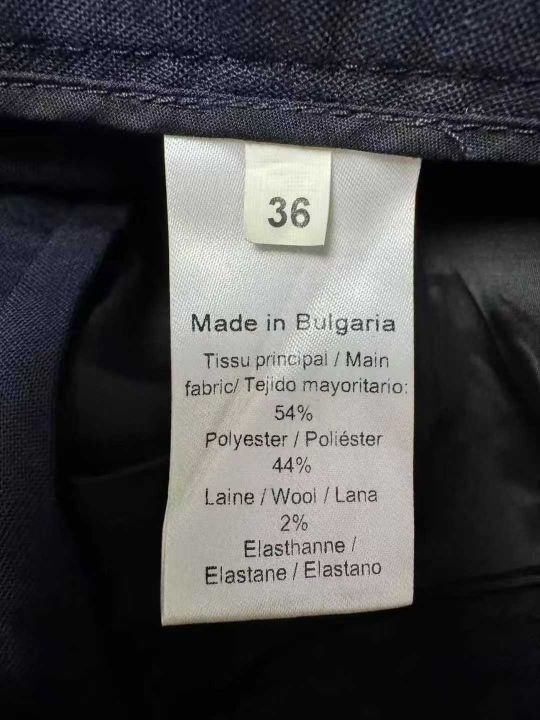 36
Made in Bulgaria
Tissu principal / Main
fabric/ Tejido mayoritario:
54%
Polyester / Poliéster
44%
Laine / Wool / Lana
2%
Elasthanne /
Elastane / Elastano